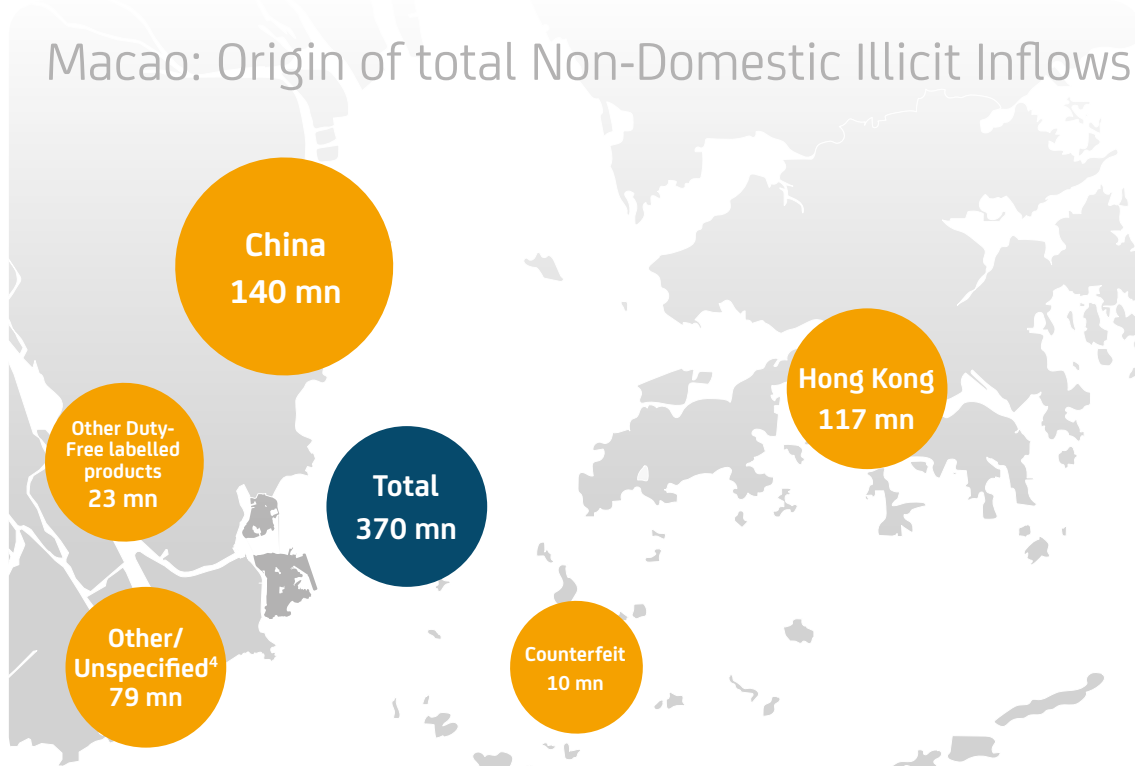 Macao: Origin of total Non-Domestic Illicit Inflows
China
140 mn
Hong Kong
117 mn
Other Duty-
Free labelled
products
23 mn
Total
370 mn
Other/
Unspecified⁴
79 mn
Counterfeit
10 mn